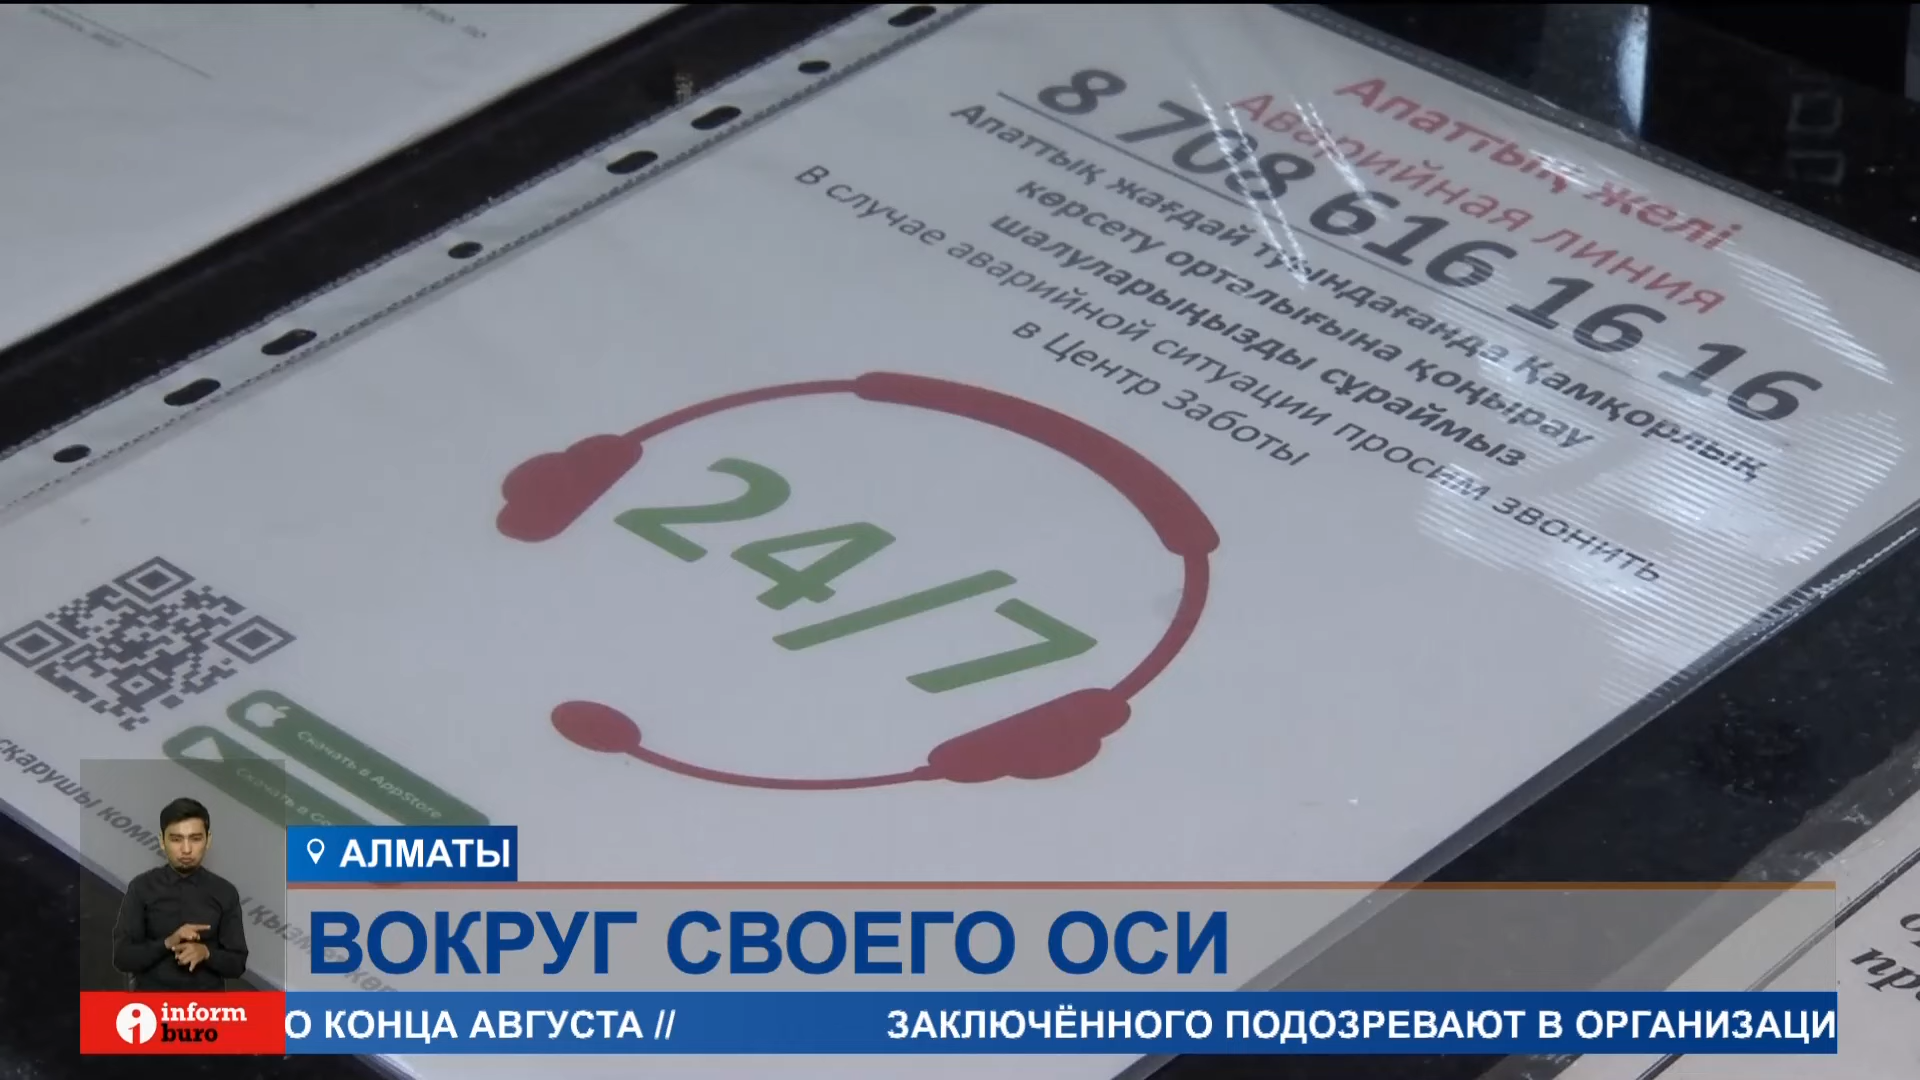 Апаттық желі
Аварийная линия
8 708 616 16 16
Апаттық жағдай туындағанда Қамқорлық
көрсету орталығына қоңырау
шалуларыңызды сұраймыз
В случае аварийной ситуации просим звонить
в Центр Заботы
24/7
Скачать в AppStore
Скачать в
АЛМАТЫ
ВОКРУГ СВОЕГО ОСИ
inform
buro
О КОНЦА АВГУСТА // ЗАКЛЮЧЁННОГО ПОДОЗРЕВАЮТ В ОРГАНИЗАЦИ